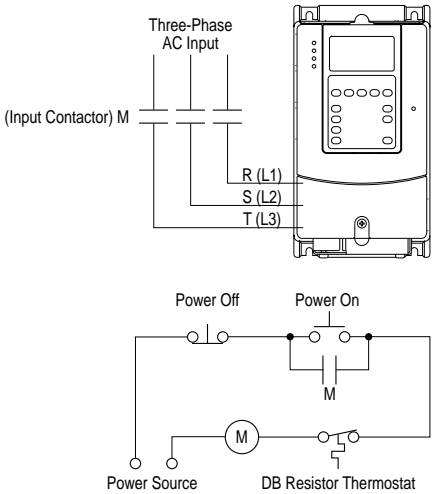 Three-Phase
AC Input
(Input Contactor) M
R (L1)
S (L2)
T (L3)
Power Off
Power On
M
M
Power Source
DB Resistor Thermostat